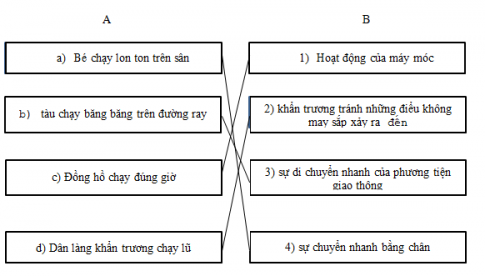 A
B
a) Bé chạy lon ton trên sân
1) Hoạt động của máy móc
b) tàu chạy băng băng trên đường ray
2) khẩn trương tránh những điều không
may sắp xảy ra đến
c) Đồng hồ chạy đúng giờ
3) sự di chuyển nhanh của phương tiện
giao thông
d) Dân làng khẩn trương chạy lũ
4) sự chuyển nhanh bằng chân